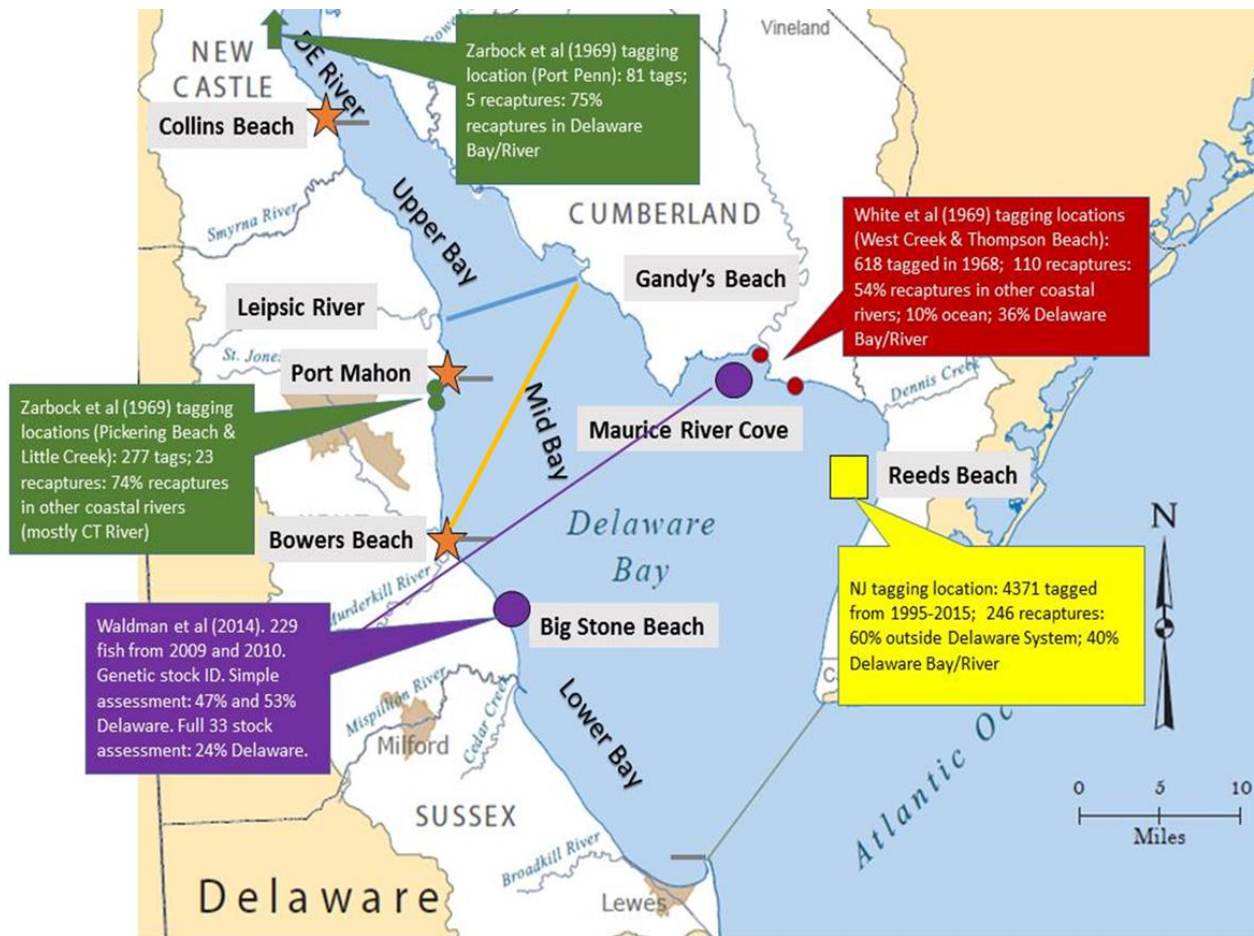 Vineland
NEW
CASTLE
DE River
Collins Beach
Zarbock et al (1969) tagging
location (Port Penn): 81 tags;
5 recaptures: 75%
recaptures in Delaware
Bay/River
Smyrna River
Upper Bay
CUMBERLAND
White et al (1969) tagging locations
(West Creek & Thompson Beach):
618 tagged in 1968; 110 recaptures:
54% recaptures in other coastal
rivers; 10% ocean; 36% Delaware
Bay/River
Gandy's Beach
Leipsic River
St. Jones
Port Mahon
Dennis Creek
Zarbock et al (1969) tagging
locations (Pickering Beach &
Little Creek): 277 tags; 23
recaptures: 74% recaptures
in other coastal rivers
(mostly CT River)
Mid Bay
Maurice River Cove
Reeds Beach
Bowers Beach
Delaware
Bay
N
Murderkill River
Big Stone Beach
NJ tagging location: 4371 tagged
from 1995-2015; 246 recaptures:
60% outside Delaware System; 40%
Delaware Bay/River
Waldman et al (2014). 229
fish from 2009 and 2010.
Genetic stock ID. Simple
assessment: 47% and 53%
Delaware. Full 33 stock
assessment: 24% Delaware.
Mispillion River
Cedar Creek
Milford
Lower Bay
SUSSEX
Broadkill River
Atlantic Oc
0 5 10
Miles
Delaware
Lewes